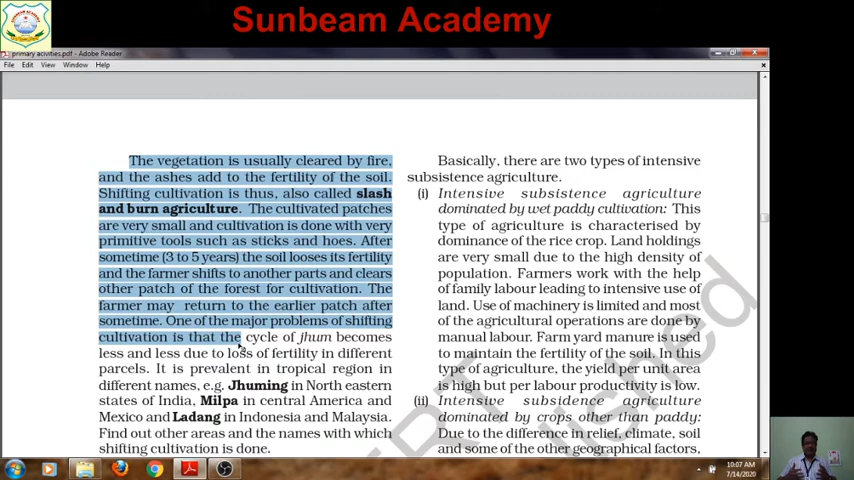 Sunbeam Academy
primary acivities.pdf - Adobe Reader
File Edit View Window Help
The vegetation is usually cleared by fire,
and the ashes add to the fertility of the soil.
Shifting cultivation is thus, also called slash
and burn agriculture. The cultivated patches
are very small and cultivation is done with very
primitive tools such as sticks and hoes. After
sometime (3 to 5 years) the soil looses its fertility
and the farmer shifts to another parts and clears
other patch of the forest for cultivation. The
farmer may return to the earlier patch after
sometime. One of the major problems of shifting
cultivation is that the cycle of jhum becomes
less and less due to loss of fertility in different
parcels. It is prevalent in tropical region in
different names, e.g. Jhuming in North eastern
states of India, Milpa in central America and
Mexico and Ladang in Indonesia and Malaysia.
Find out other areas and the names with which
shifting cultivation is done.
Basically, there are two types of intensive
subsistence agriculture.
(i) Intensive subsistence agriculture
dominated by wet paddy cultivation: This
type of agriculture is characterised by
dominance of the rice crop. Land holdings
are very small due to the high density of
population. Farmers work with the help
of family labour leading to intensive use of
land. Use of machinery is limited and most
of the agricultural operations are done by
manual labour. Farm yard manure is used
to maintain the fertility of the soil. In this
type of agriculture, the yield per unit area
is high but per labour productivity is low.
(ii) Intensive subsidence agriculture
dominated by crops other than paddy:
Due to the difference in relief, climate, soil
and some of the other geographical factors,
10:07 AM
7/14/2020